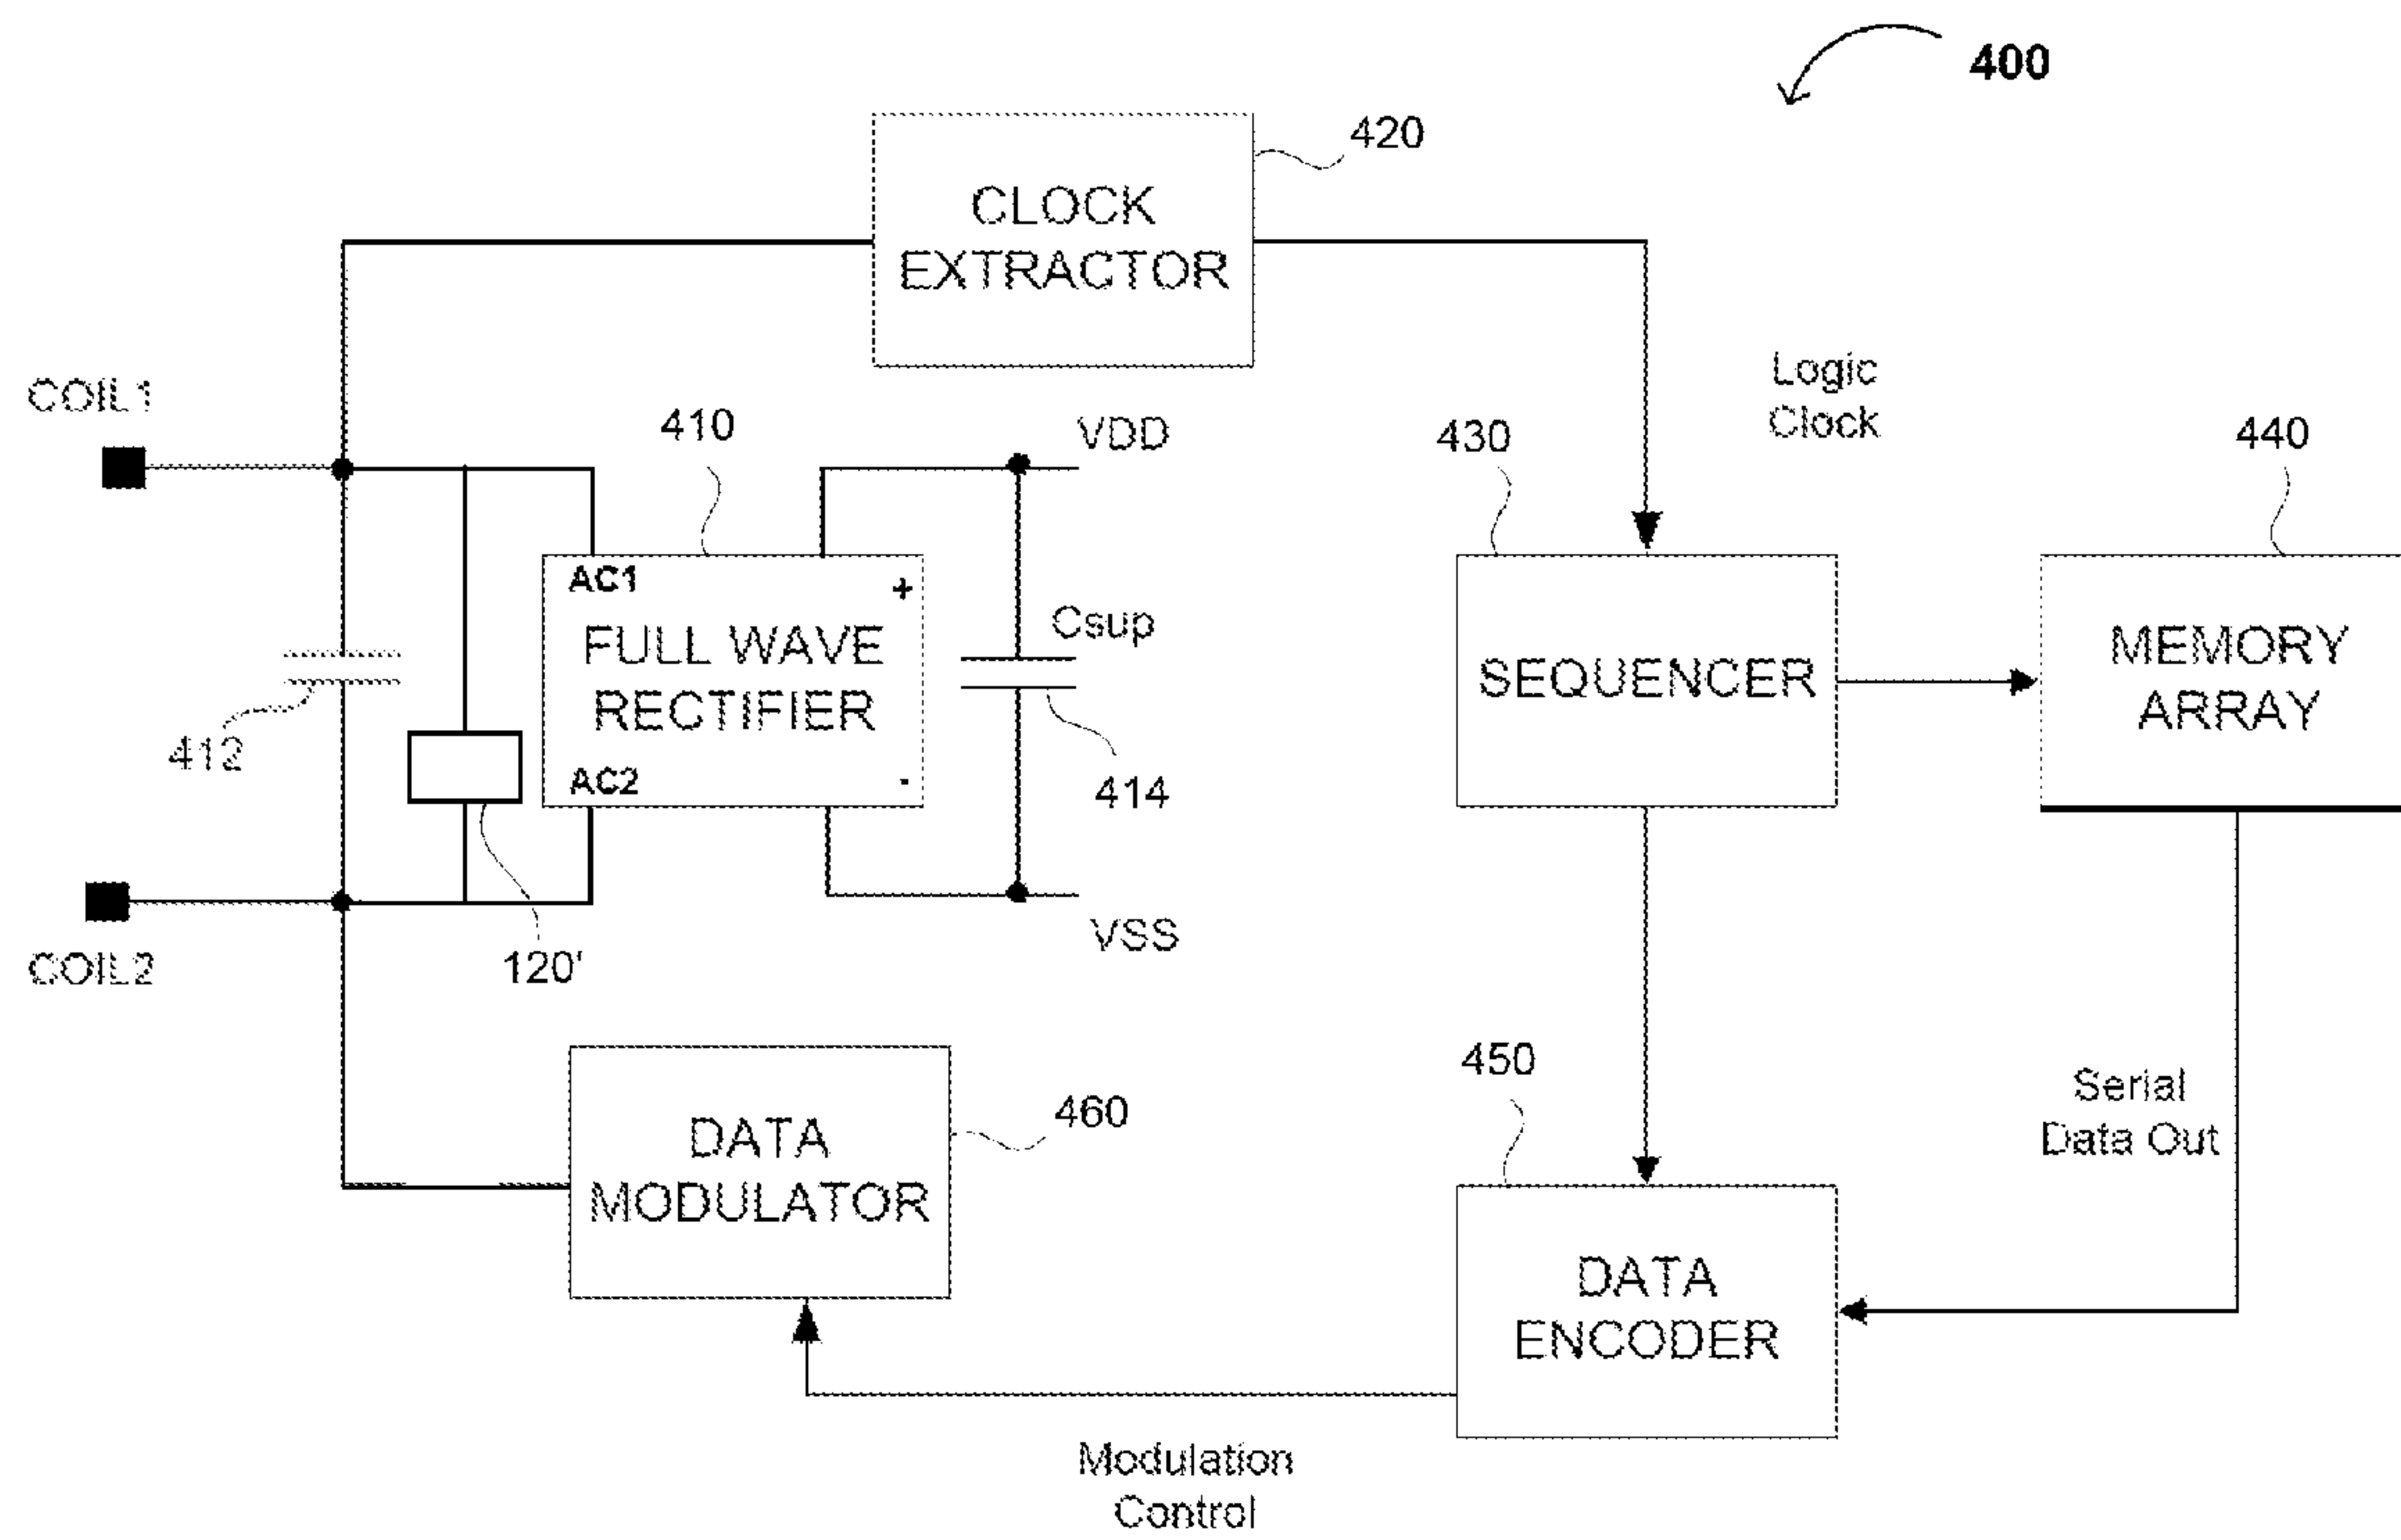 400
420
CLOCK
EXTRACTOR
COIL1
410
VDD
430
Logic
Clock
440
AC1
+
FULL WAVE
RECTIFIER
AC2
-
Csup
412
414
SEQUENCER
MEMORY
ARRAY
COIL2
120'
VSS
450
460
DATA
MODULATOR
Serial
Data Out
DATA
ENCODER
Modulation
Control